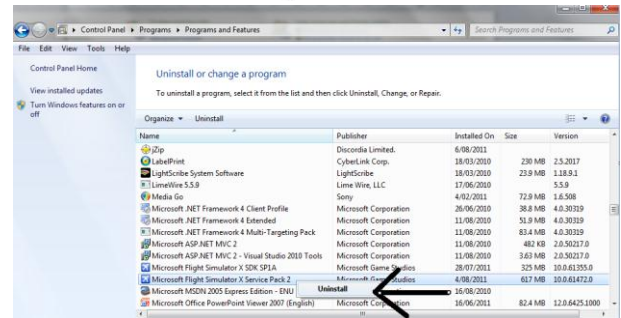 Control Panel ▸ Programs ▸ Programs and Features
Search Programs and Features
File Edit View Tools Help
Control Panel Home
View installed updates
Turn Windows features on or off
Uninstall or change a program
To uninstall a program, select it from the list and then click Uninstall, Change, or Repair.
Organize Uninstall
Name Publisher Installed On Size Version
jZip Discordia Limited. 6/08/2011
LabelPrint CyberLink Corp. 18/03/2010 230 MB 2.5.2017
LightScribe System Software LightScribe 18/03/2010 23.9 MB 1.18.9.1
LimeWire 5.5.9 Lime Wire, LLC 17/06/2010 5.5.9
Media Go Sony 4/02/2011 72.9 MB 1.6.508
Microsoft .NET Framework 4 Client Profile Microsoft Corporation 26/06/2010 38.8 MB 4.0.30319
Microsoft .NET Framework 4 Extended Microsoft Corporation 11/08/2010 51.9 MB 4.0.30319
Microsoft .NET Framework 4 Multi-Targeting Pack Microsoft Corporation 11/08/2010 83.4 MB 4.0.30319
Microsoft ASP.NET MVC 2 Microsoft Corporation 11/08/2010 482 KB 2.0.50217.0
Microsoft ASP.NET MVC 2 - Visual Studio 2010 Tools Microsoft Corporation 11/08/2010 3.63 MB 2.0.50217.0
Microsoft Flight Simulator X SDK SP1A Microsoft Game Studios 28/07/2011 325 MB 10.0.61355.0
Microsoft Flight Simulator X Service Pack 2 Microsoft Game Studios 4/08/2011 617 MB 10.0.61472.0
Microsoft MSDN 2005 Express Edition - ENU 16/08/2010
Uninstall
Microsoft Office PowerPoint Viewer 2007 (English) Microsoft Corporation 16/06/2011 82.4 MB 12.0.6425.1000